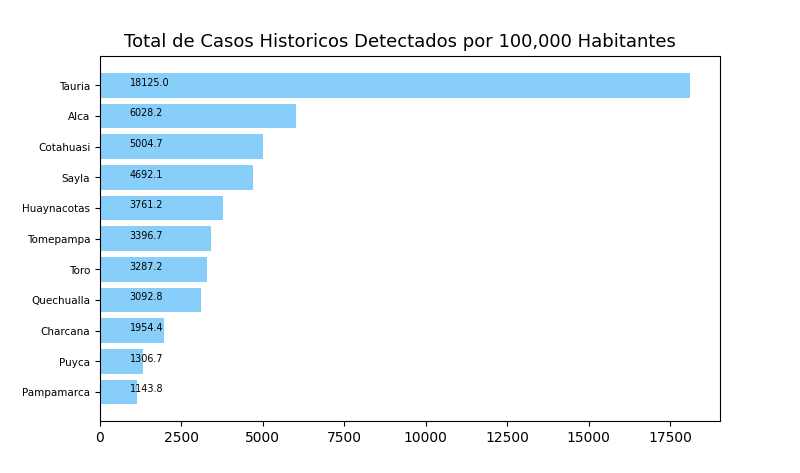 Total de Casos Historicos Detectados por 100,000 Habitantes
Tauria 18125.0
Alca 6028.2
Cotahuasi 5004.7
Sayla 4692.1
Huaynacotas 3761.2
Tomepampa 3396.7
Toro 3287.2
Quechualla 3092.8
Charcana 1954.4
Puyca 1306.7
Pampamarca 1143.8
0 2500 5000 7500 10000 12500 15000 17500